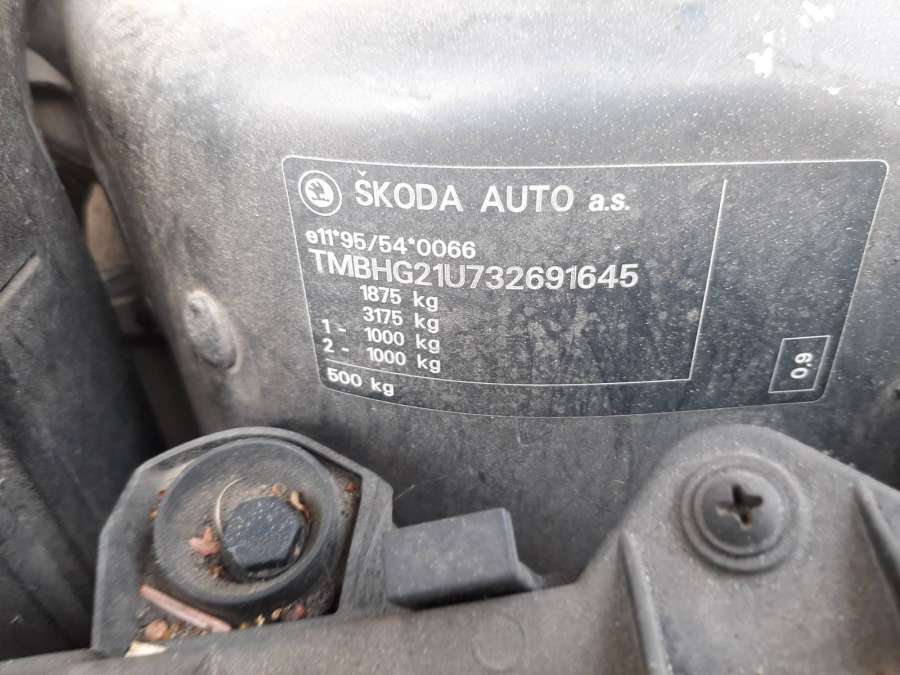 ŠKODA AUTO a.s.
e11*95/54*0066
TMBHG21U732691645
1875 kg
3175 kg
1 - 1000 kg
2 - 1000 kg
500 kg
0,9